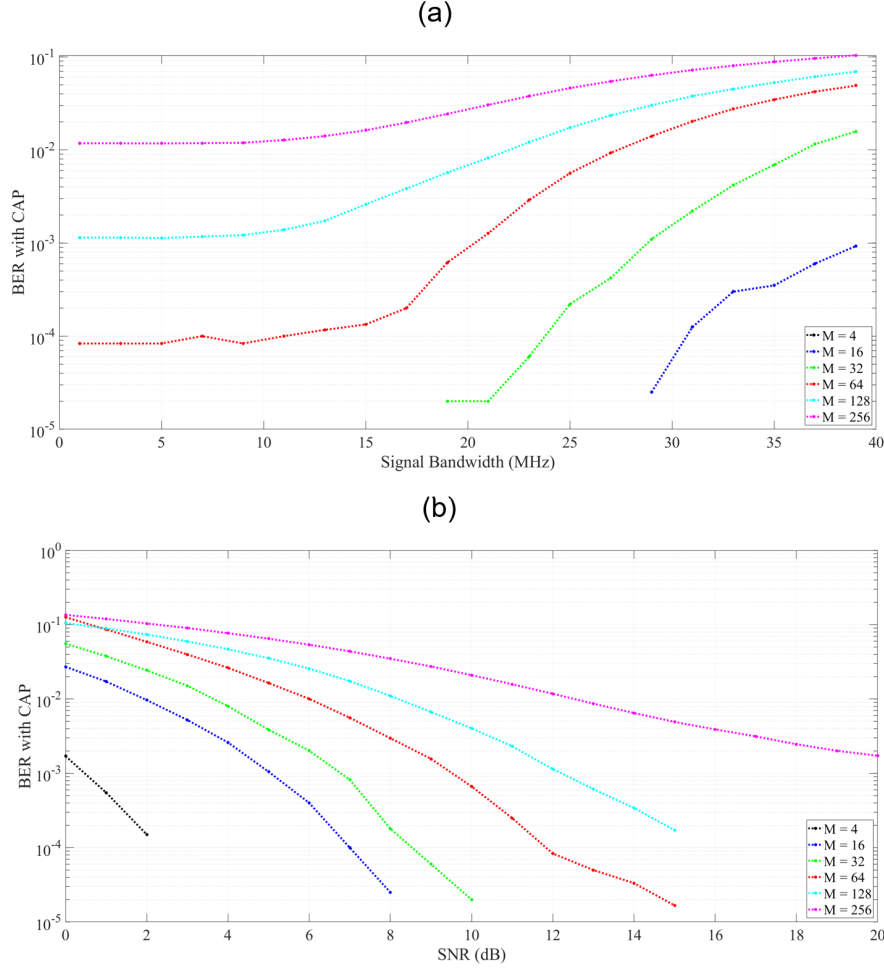 (a)
10^-1
10^-2
10^-3
10^-4
10^-5
BER with CAP
0 5 10 15 20 25 30 35 40
Signal Bandwidth (MHz)
M = 4
M = 16
M = 32
M = 64
M = 128
M = 256
(b)
10^0
10^-1
10^-2
10^-3
10^-4
10^-5
BER with CAP
0 2 4 6 8 10 12 14 16 18 20
SNR (dB)
M = 4
M = 16
M = 32
M = 64
M = 128
M = 256